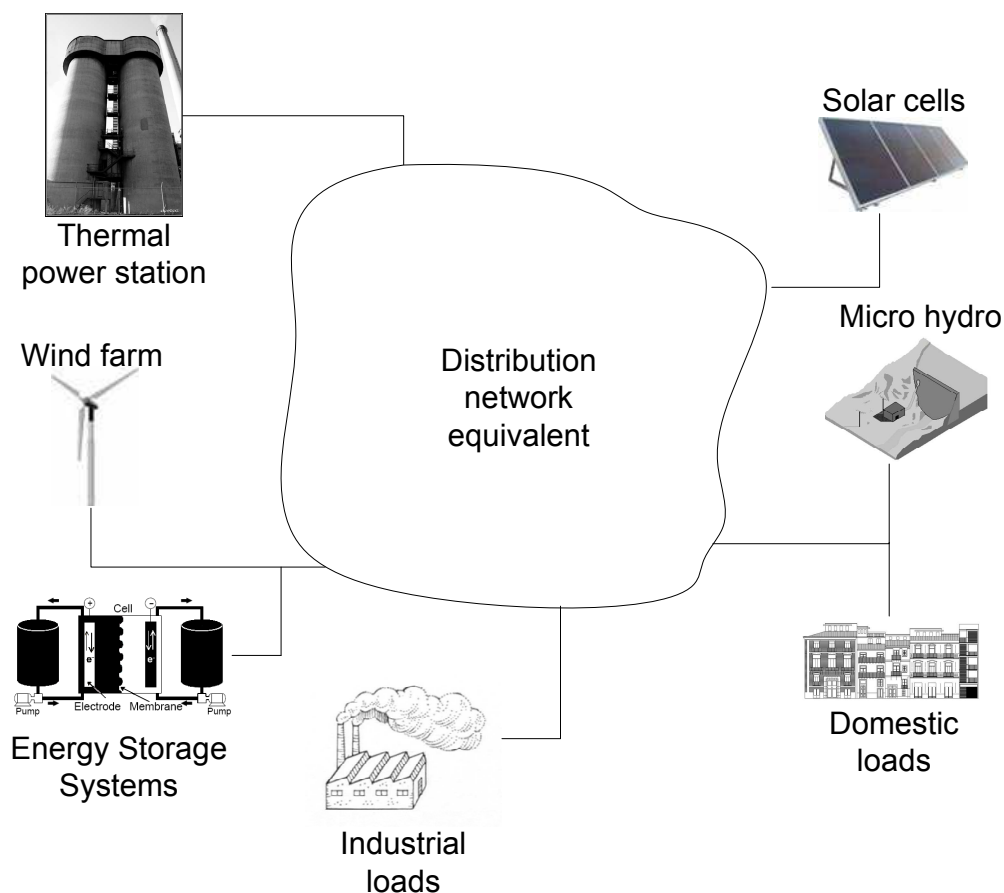 Thermal
power station
Solar cells
Wind farm
Distribution
network
equivalent
Micro hydro
+
−
Cell
e-
e-
Electrode
Membrane
Pump
Pump
Energy Storage
Systems
Industrial
loads
Domestic
loads